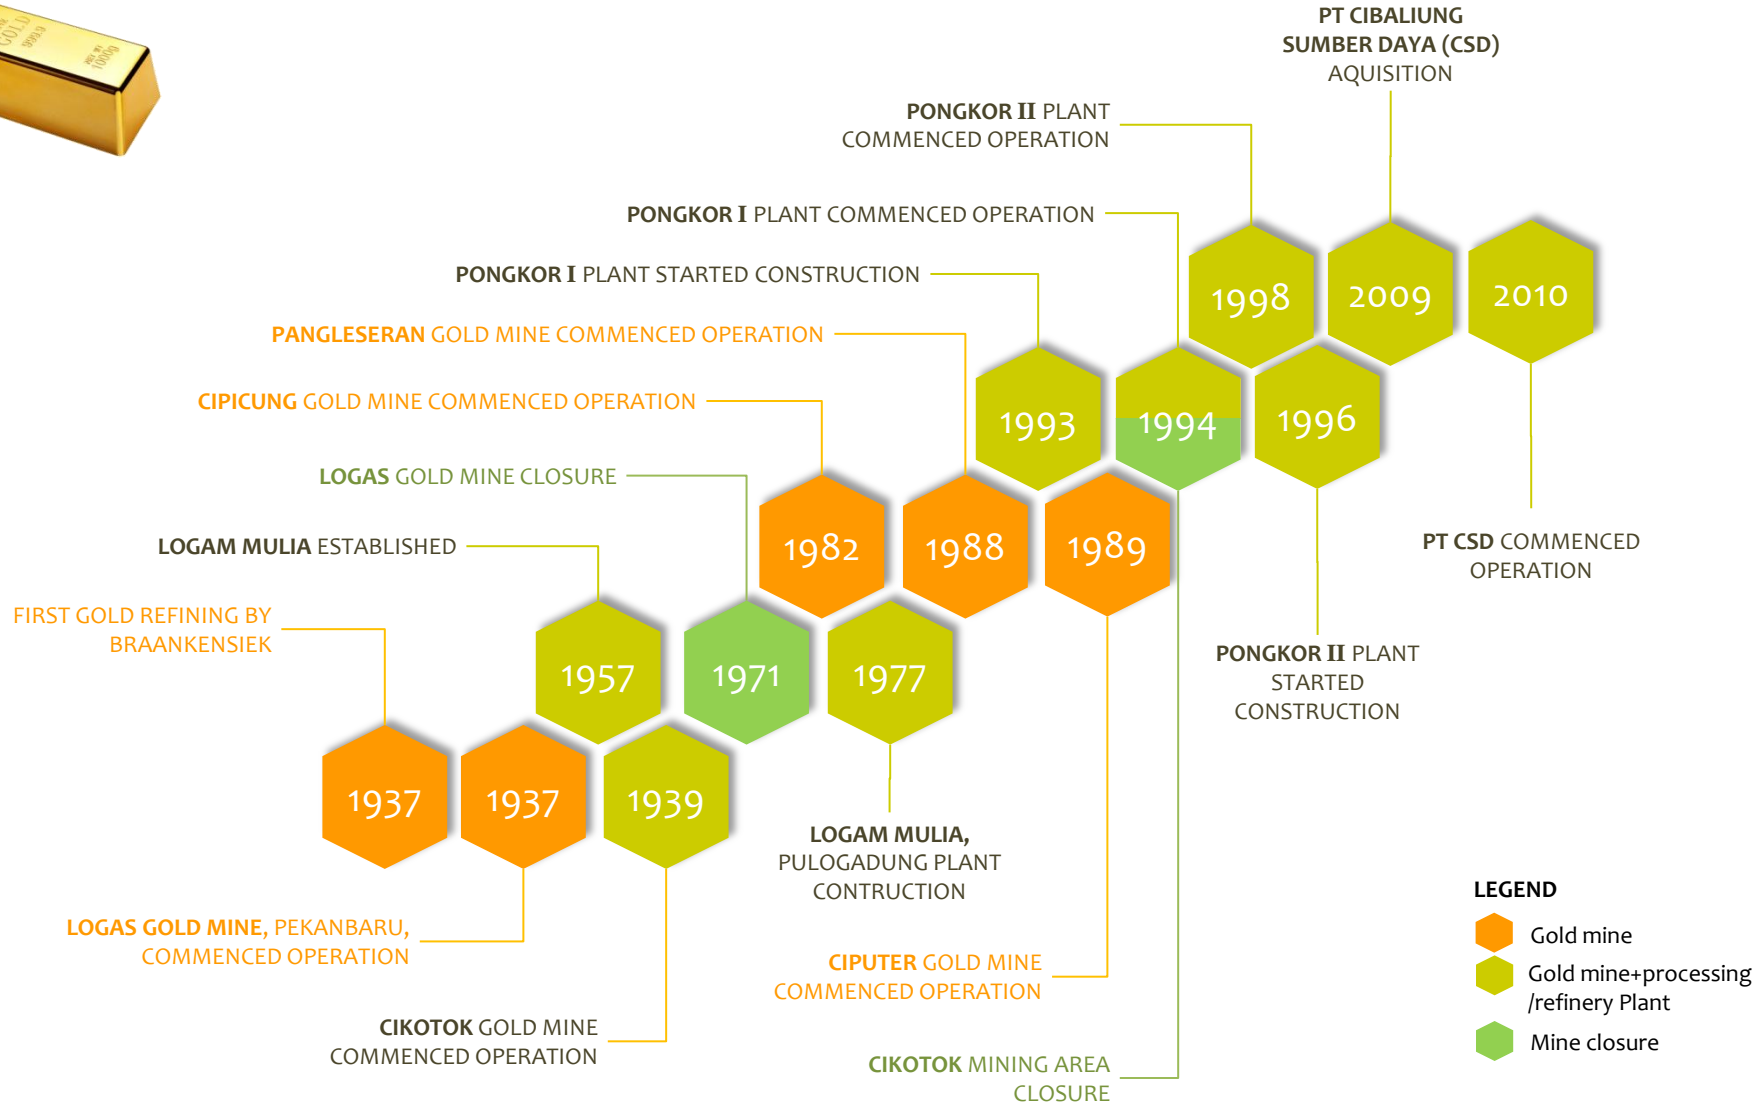 GOLD
999.9
1000g
PT CIBALIUNG
SUMBER DAYA (CSD)
AQUISITION
PONGKOR II PLANT
COMMENCED OPERATION
PONGKOR I PLANT COMMENCED OPERATION
PONGKOR I PLANT STARTED CONSTRUCTION
PANGLESERAN GOLD MINE COMMENCED OPERATION
CIPICUNG GOLD MINE COMMENCED OPERATION
LOGAS GOLD MINE CLOSURE
LOGAM MULIA ESTABLISHED
FIRST GOLD REFINING BY
BRAANKENSIEK
1998
2009
2010
1993
1994
1996
1982
1988
1989
1957
1971
1977
1937
1937
1939
PT CSD COMMENCED
OPERATION
PONGKOR II PLANT
STARTED
CONSTRUCTION
LOGAM MULIA,
PULOGADUNG PLANT
CONTRUCTION
LOGAS GOLD MINE, PEKANBARU,
COMMENCED OPERATION
CIPUTER GOLD MINE
COMMENCED OPERATION
CIKOTOK GOLD MINE
COMMENCED OPERATION
CIKOTOK MINING AREA
CLOSURE
LEGEND
Gold mine
Gold mine+processing
/refinery Plant
Mine closure